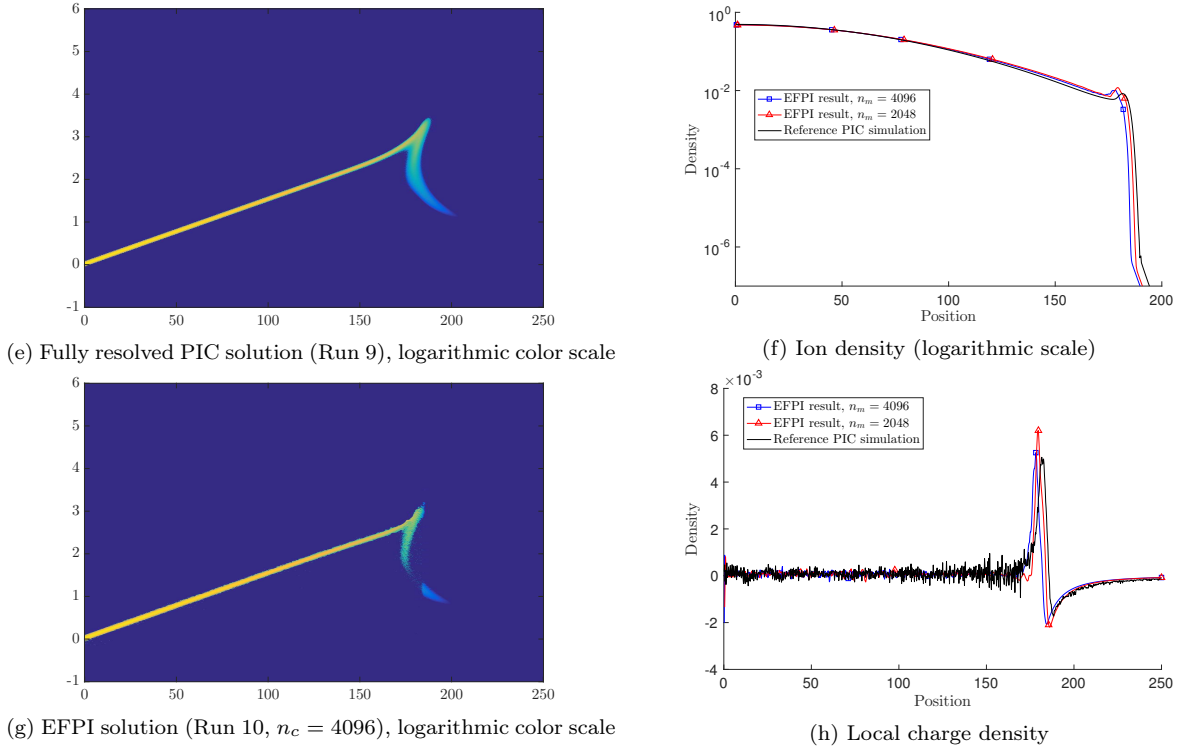 6
5
4
3
2
1
0
-1
0 50 100 150 200 250
(e) Fully resolved PIC solution (Run 9), logarithmic color scale
10^0
10^-2
10^-4
10^-6
Density
EFPI result, n_m = 4096
EFPI result, n_m = 2048
Reference PIC simulation
0 50 100 150 200
Position
(f) Ion density (logarithmic scale)
6
5
4
3
2
1
0
-1
0 50 100 150 200 250
(g) EFPI solution (Run 10, n_c = 4096), logarithmic color scale
×10^-3
8
6
4
2
0
-2
-4
Density
EFPI result, n_m = 4096
EFPI result, n_m = 2048
Reference PIC simulation
0 50 100 150 200 250
Position
(h) Local charge density